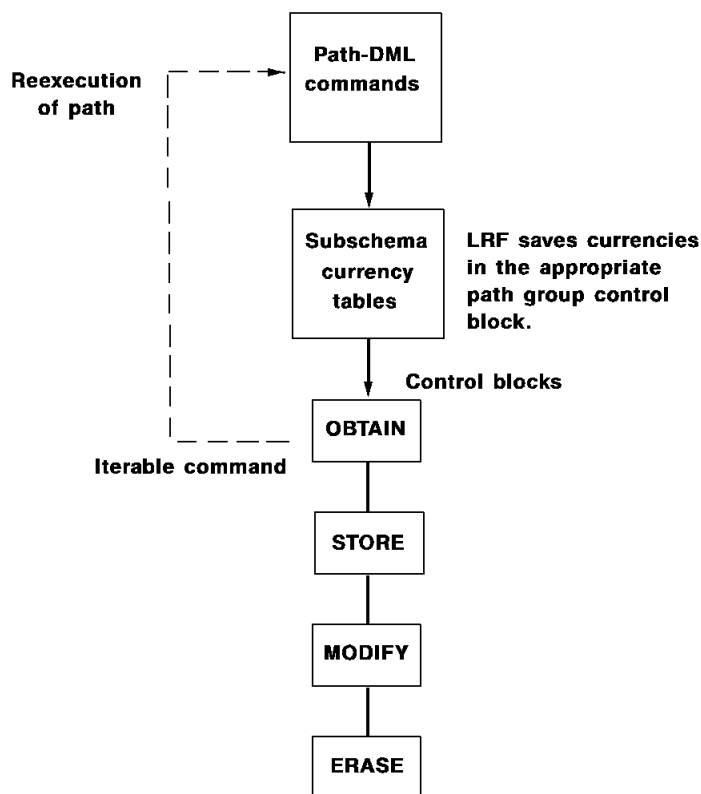 Path-DML
commands
Reexecution
of path
Subschema
currency
tables
LRF saves currencies
in the appropriate
path group control
block.
Control blocks
OBTAIN
Iterable command
STORE
MODIFY
ERASE